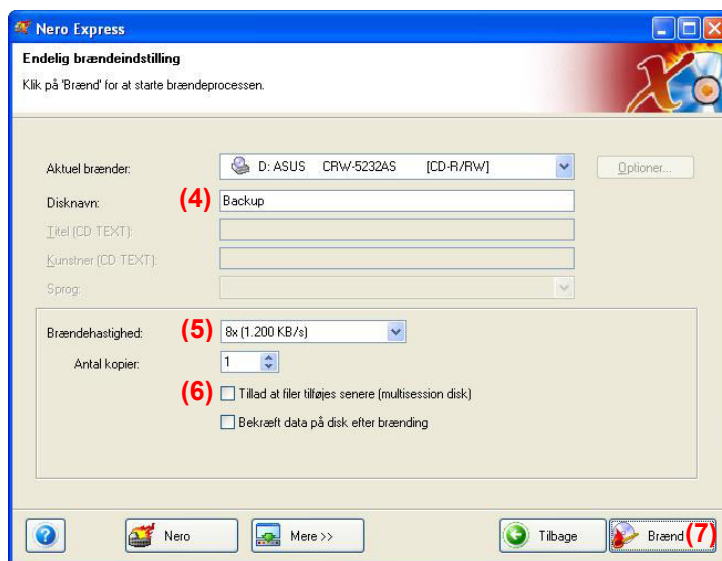 Nero Express
Endelig brændeindstilling
Klik på 'Brænd' for at starte brændeprocessen.
Aktuel brænder: D: ASUS CRW-5232AS [CD-R/RW] Optioner...
Disknavn: (4) Backup
Titel (CD TEXT):
Kunstner (CD TEXT):
Sprog:
Brændehastighed: (5) 8x (1.200 KB/s)
Antal kopier: 1
(6) Tillad at filer tilføjes senere (multisession disk)
Bekræft data på disk efter brænding
? Nero Mere >> Tilbage Brænd (7)